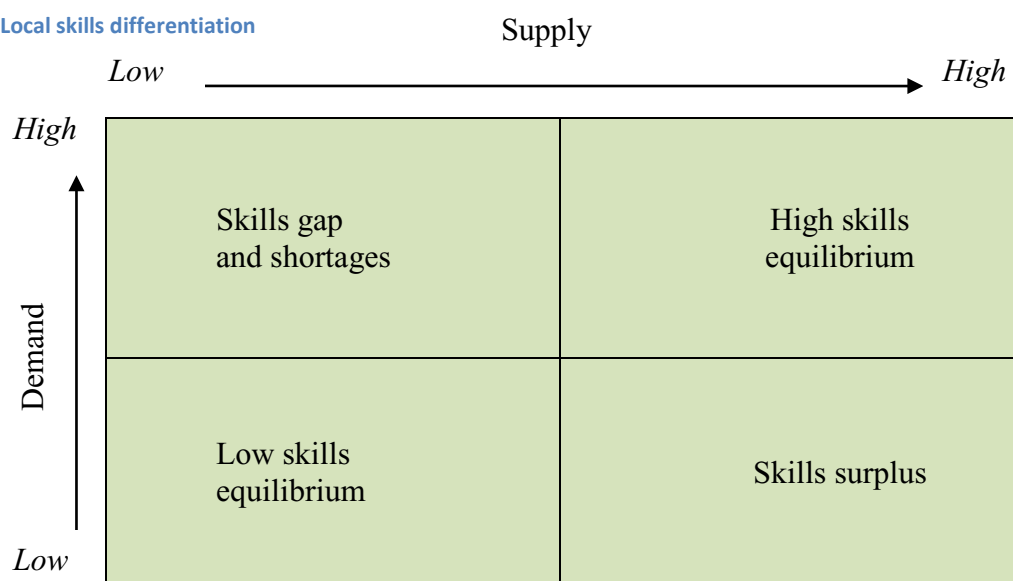 Local skills differentiation
Supply
Low
High
High
Skills gap
and shortages
High skills
equilibrium
Demand
Low skills
equilibrium
Skills surplus
Low